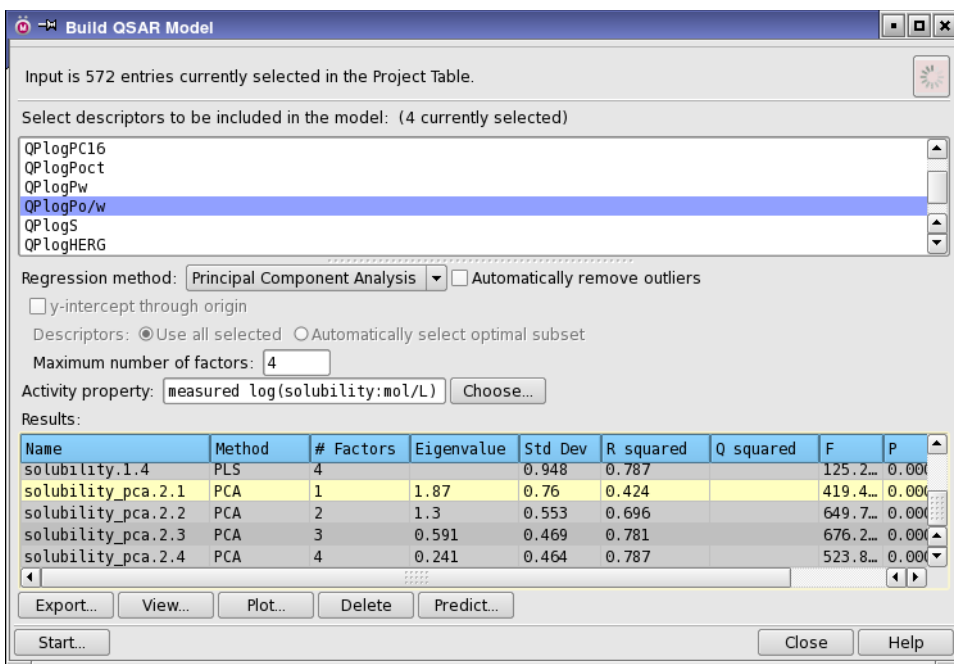 Build QSAR Model
Input is 572 entries currently selected in the Project Table.
Select descriptors to be included in the model: (4 currently selected)
QPlogPC16
QPlogPoct
QPlogPw
QPlogPo/w
QPlogS
QPlogHERG
Regression method: Principal Component Analysis Automatically remove outliers
y-intercept through origin
Descriptors: Use all selected Automatically select optimal subset
Maximum number of factors: 4
Activity property: measured log(solubility:mol/L) Choose...
Results:
Name Method # Factors Eigenvalue Std Dev R squared Q squared F P
solubility.1.4 PLS 4 0.948 0.787 125.2... 0.000
solubility_pca.2.1 PCA 1 1.87 0.76 0.424 419.4... 0.000
solubility_pca.2.2 PCA 2 1.3 0.553 0.696 649.7... 0.000
solubility_pca.2.3 PCA 3 0.591 0.469 0.781 676.2... 0.000
solubility_pca.2.4 PCA 4 0.241 0.464 0.787 523.8... 0.000
Export... View... Plot... Delete Predict...
Start... Close Help